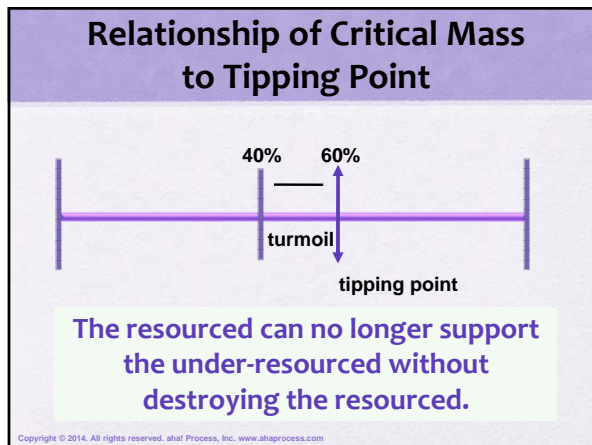 Relationship of Critical Mass
to Tipping Point
40% 60%
turmoil
tipping point
The resourced can no longer support
the under-resourced without
destroying the resourced.
Copyright © 2014. All rights reserved. aha! Process, Inc. www.ahaprocess.com